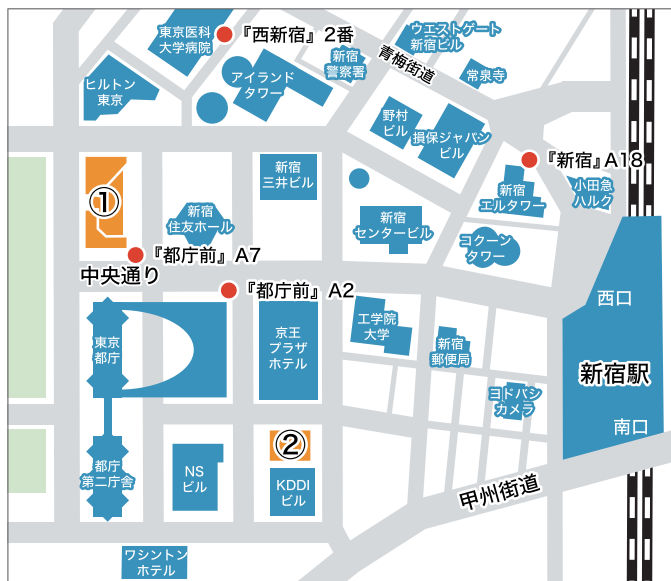 東京医科
大学病院
『西新宿』2番
ウエストゲート
新宿ビル
新宿
警察署
青梅街道
常泉寺
ヒルトン
東京
アイランド
タワー
野村
ビル
損保ジャパン
ビル
『新宿』A18
新宿
三井ビル
新宿
エルタワー
小田急
ハルク
①
新宿
住友ホール
新宿
センタービル
コクーン
タワー
『都庁前』A7
中央通り
『都庁前』A2
西口
工学院
大学
東京
都庁
京王
プラザ
ホテル
新宿
郵便局
新宿駅
ヨドバシ
カメラ
南口
②
都庁
第二庁舎
NS
ビル
KDDI
ビル
甲州街道
ワシントン
ホテル